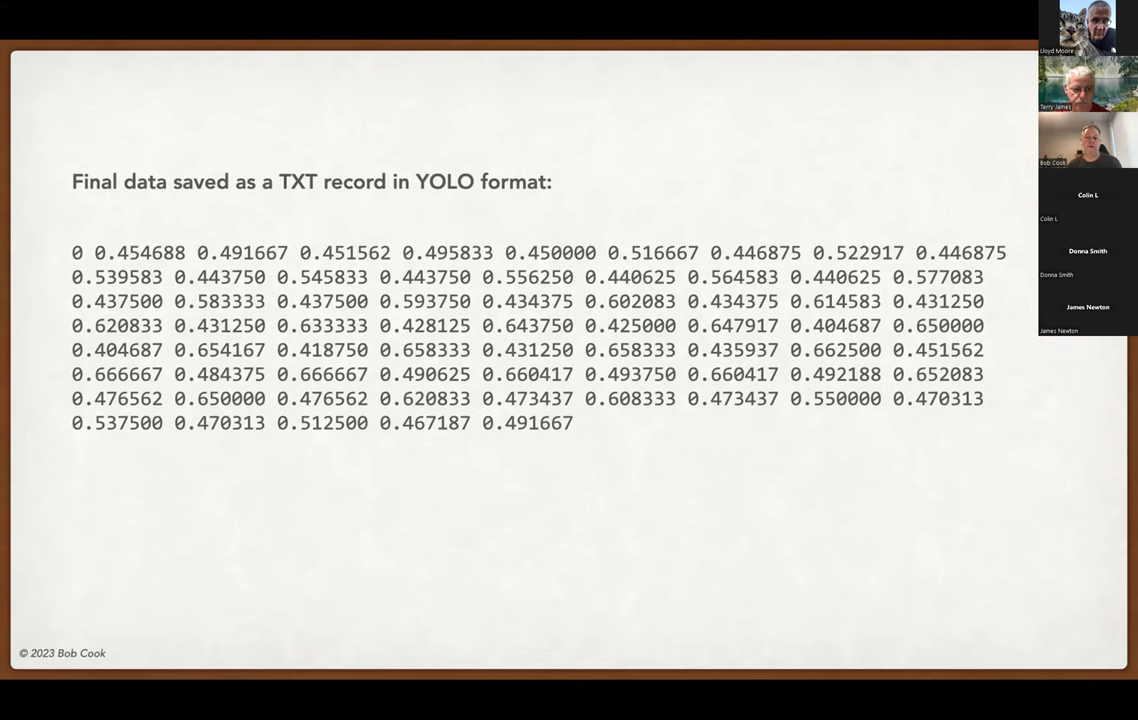 Final data saved as a TXT record in YOLO format:
0 0.454688 0.491667 0.451562 0.495833 0.450000 0.516667 0.446875 0.522917 0.446875
0.539583 0.443750 0.545833 0.443750 0.556250 0.440625 0.564583 0.440625 0.577083
0.437500 0.583333 0.437500 0.593750 0.434375 0.602083 0.434375 0.614583 0.431250
0.620833 0.431250 0.633333 0.428125 0.643750 0.425000 0.647917 0.404687 0.650000
0.404687 0.654167 0.418750 0.658333 0.431250 0.658333 0.435937 0.662500 0.451562
0.666667 0.484375 0.666667 0.490625 0.660417 0.493750 0.660417 0.492188 0.652083
0.476562 0.650000 0.476562 0.620833 0.473437 0.608333 0.473437 0.550000 0.470313
0.537500 0.470313 0.512500 0.467187 0.491667
© 2023 Bob Cook
Lloyd Moore
Terry James
Bob Cook
Colin L
Colin L
Donna Smith
Donna Smith
James Newton
James Newton